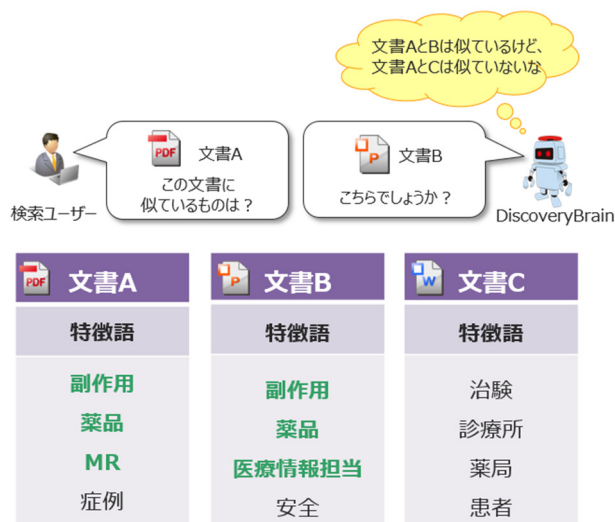 文書AとBは似ているけど、
文書AとCは似ていないな
PDF 文書A
この文書に
似ているものは？
P 文書B
こちらでしょうか？
検索ユーザー
DiscoveryBrain
PDF 文書A
特徴語
副作用
薬品
MR
症例
P 文書B
特徴語
副作用
薬品
医療情報担当
安全
W 文書C
特徴語
治験
診療所
薬局
患者